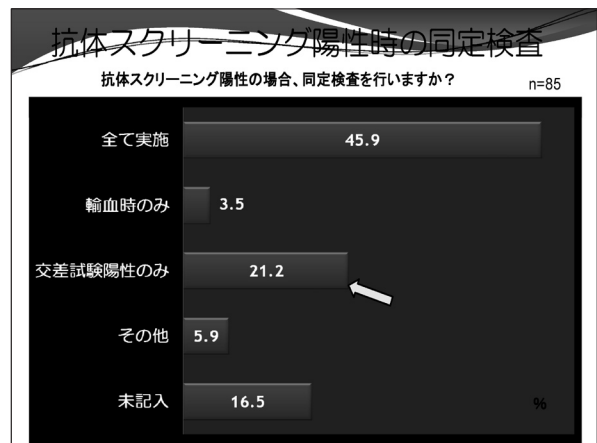 抗体スクリーニング陽性時の同定検査
抗体スクリーニング陽性の場合、同定検査を行いますか？
n=85
全て実施 45.9
輸血時のみ 3.5
交差試験陽性のみ 21.2
その他 5.9
未記入 16.5
%